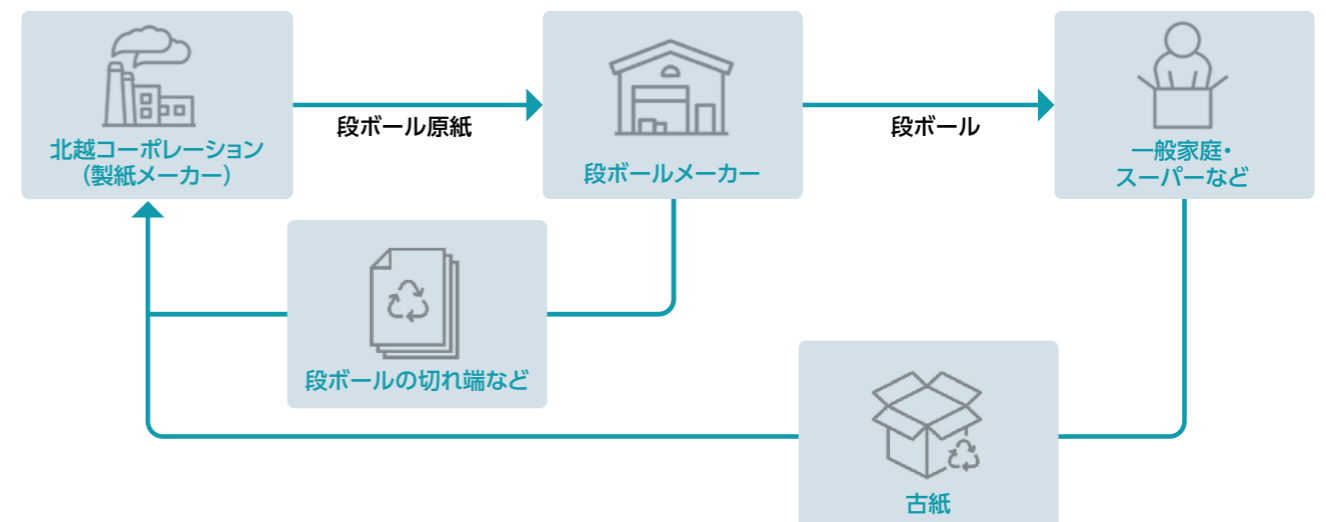 段ボール原紙
段ボール
北越コーポレーション
（製紙メーカー）
段ボールメーカー
一般家庭・
スーパーなど
段ボールの切れ端など
古紙